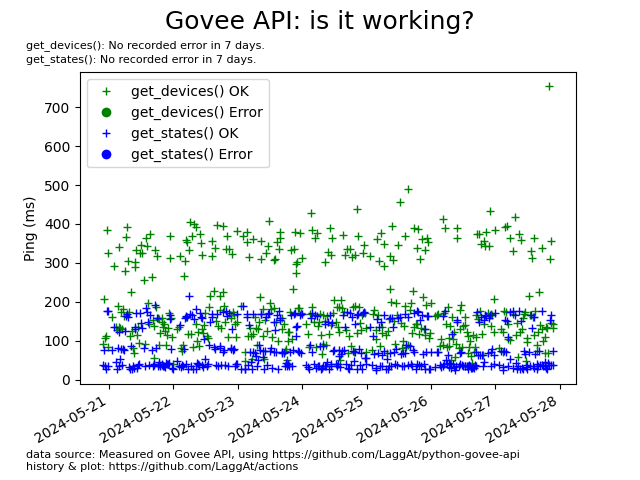 Govee API: is it working?
get_devices(): No recorded error in 7 days.
get_states(): No recorded error in 7 days.
get_devices() OK
get_devices() Error
get_states() OK
get_states() Error
Ping (ms)
700
600
500
400
300
200
100
0
2024-05-21
2024-05-22
2024-05-23
2024-05-24
2024-05-25
2024-05-26
2024-05-27
2024-05-28
data source: Measured on Govee API, using https://github.com/LaggAt/python-govee-api
history & plot: https://github.com/LaggAt/actions